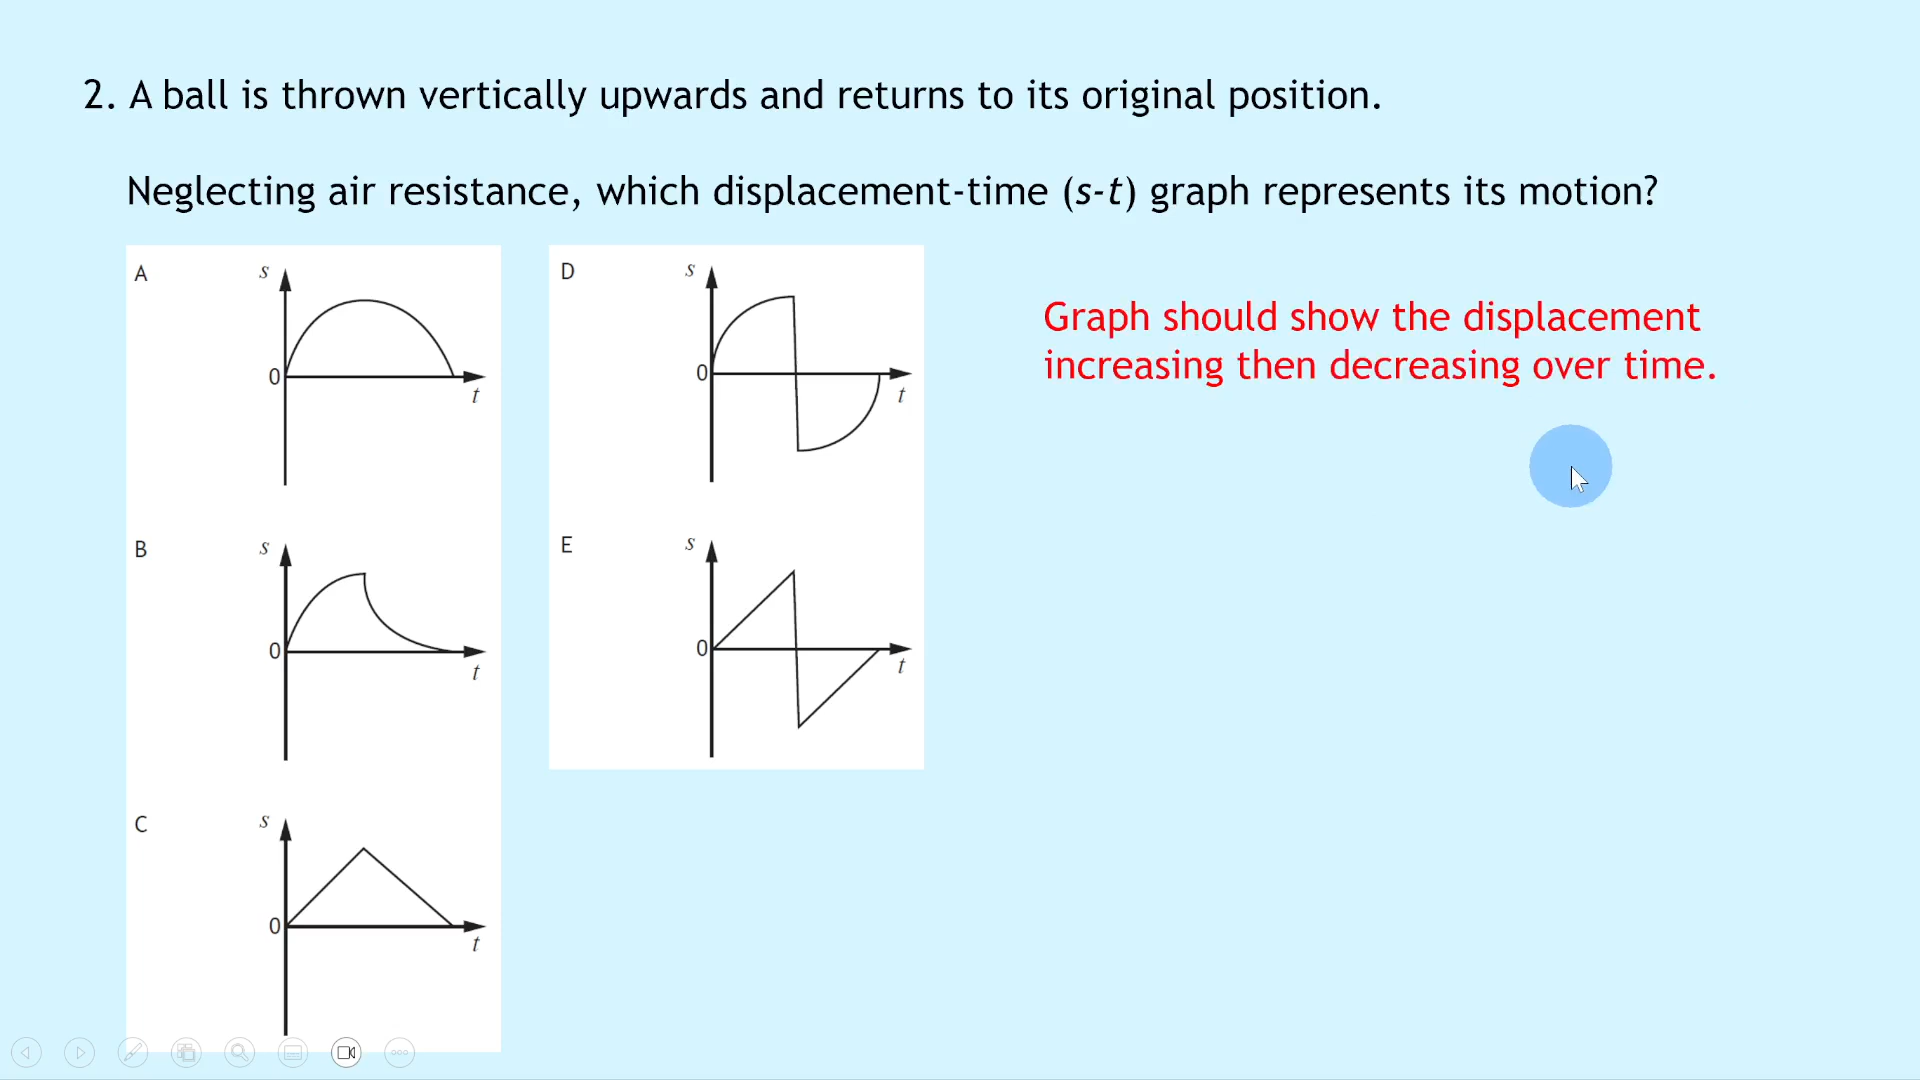 2. A ball is thrown vertically upwards and returns to its original position.
Neglecting air resistance, which displacement-time (s-t) graph represents its motion?
A
s
0
t
B
s
0
t
C
s
0
t
D
s
0
t
E
s
0
t
Graph should show the displacement
increasing then decreasing over time.